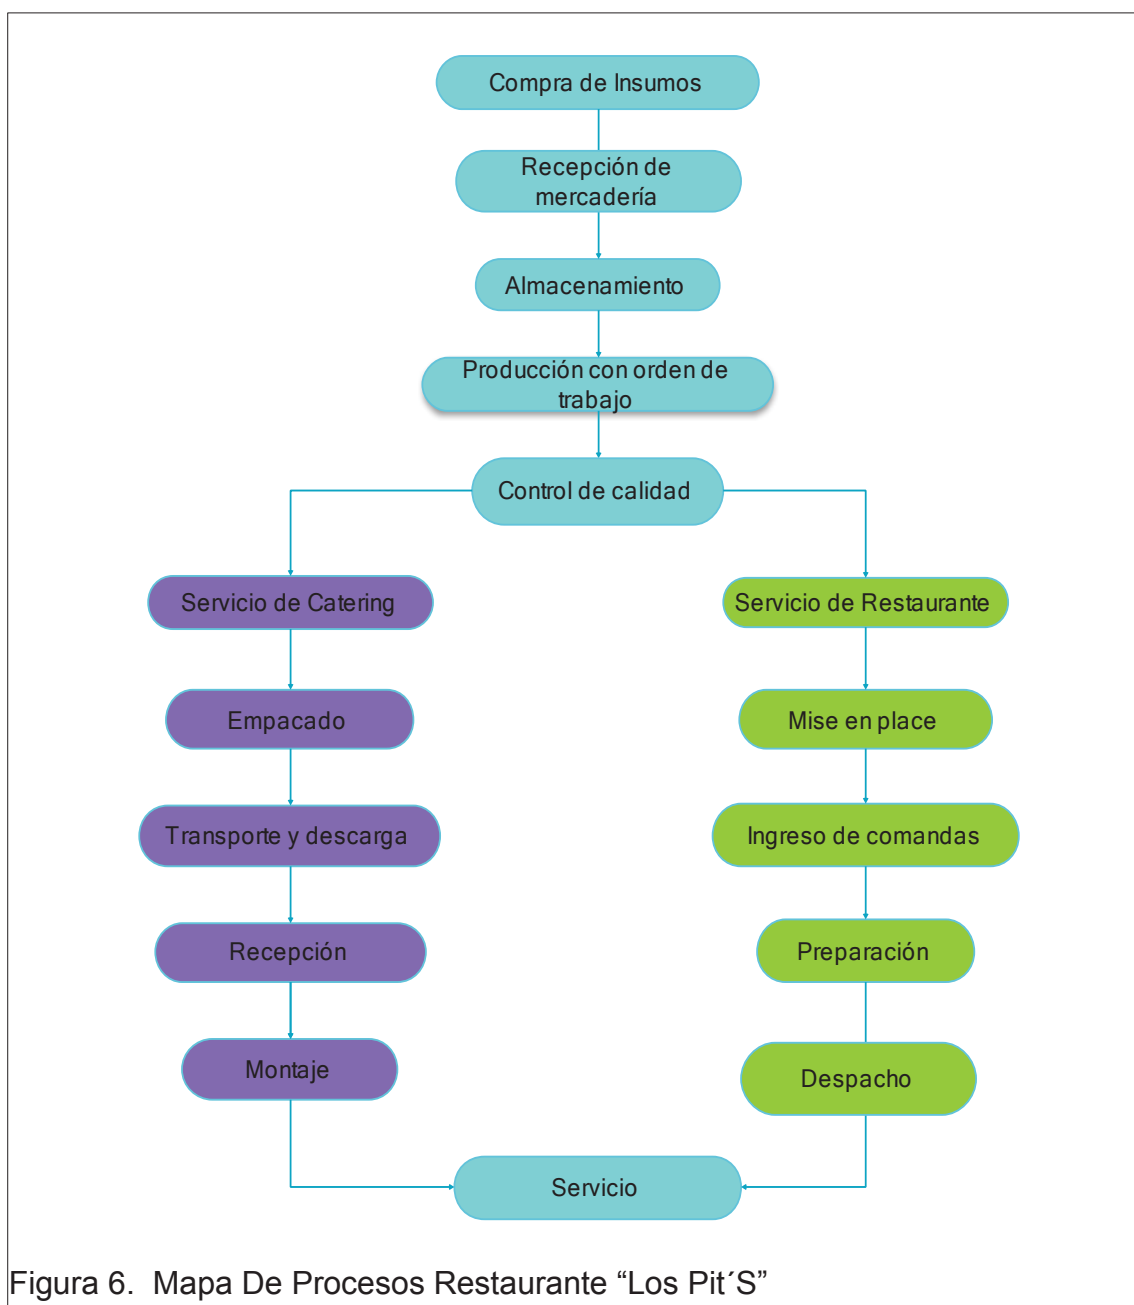 Compra de Insumos
Recepción de
mercadería
Almacenamiento
Producción con orden de
trabajo
Control de calidad
Servicio de Catering
Empacado
Transporte y descarga
Recepción
Montaje
Servicio de Restaurante
Mise en place
Ingreso de comandas
Preparación
Despacho
Servicio
Figura 6. Mapa De Procesos Restaurante “Los Pit´S”